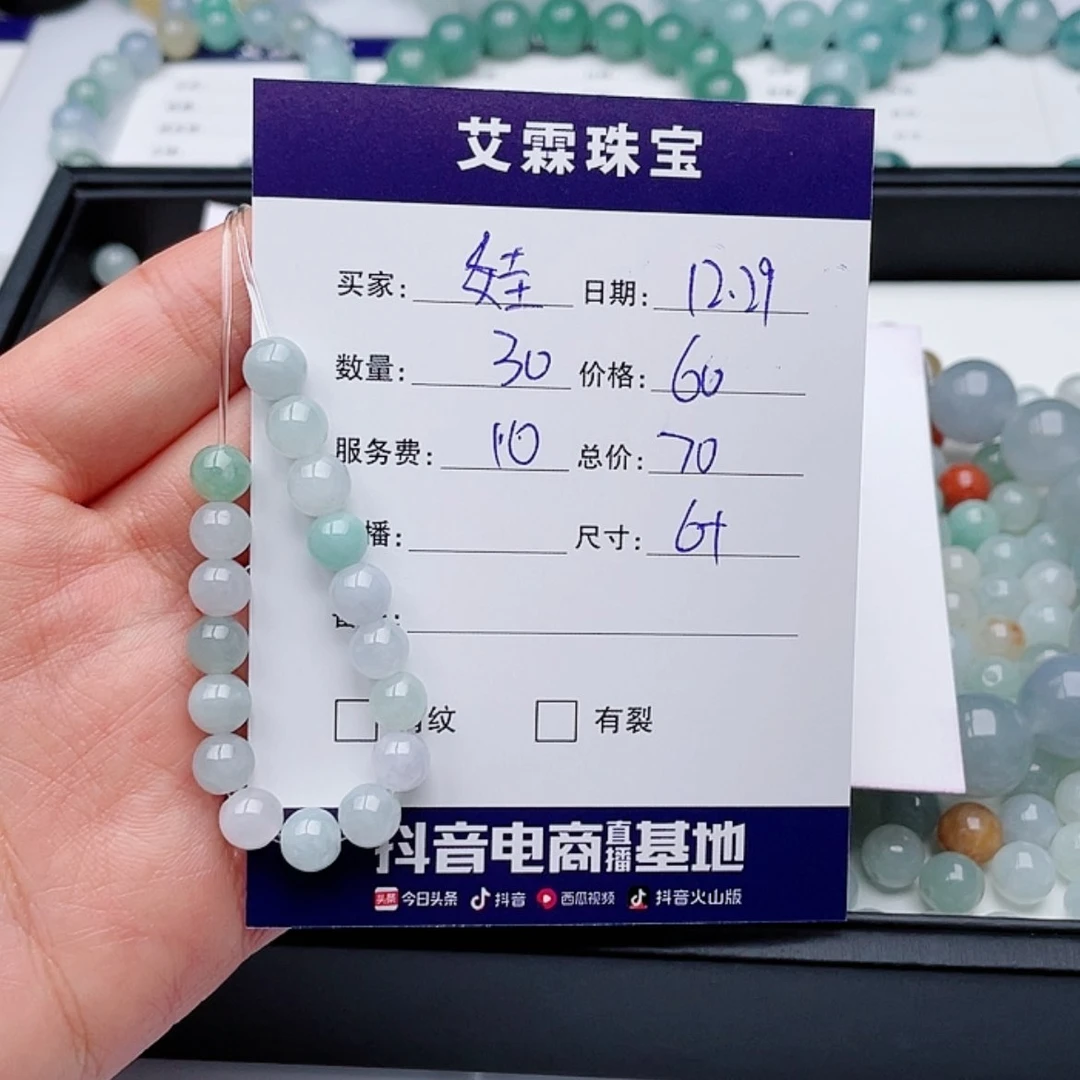 艾霖珠宝
买家: 娃 日期: 12.29
数量: 30 价格: 60
服务费: 10 总价: 70
播: 尺寸: 6+
纹 有裂
抖音电商直播基地
头条 今日头条 抖音 西瓜视频 抖音火山版